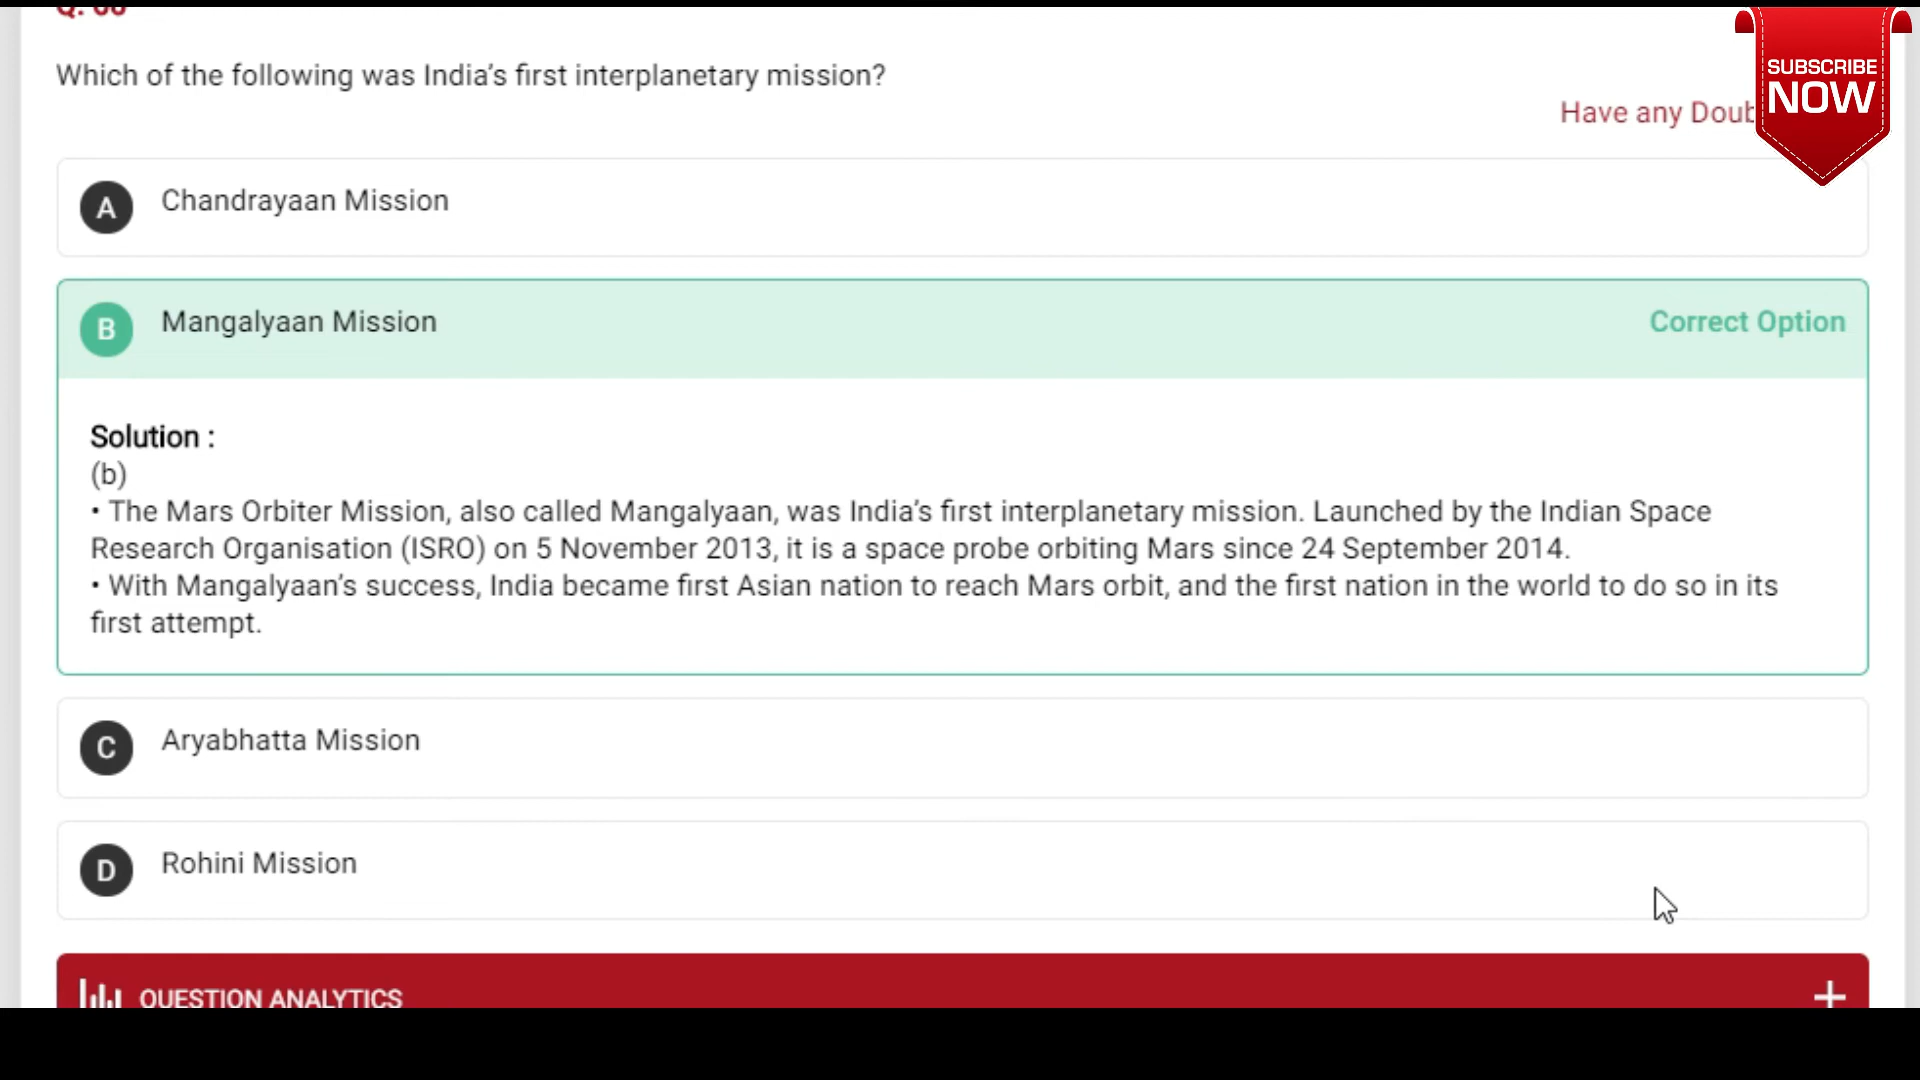 Which of the following was India’s first interplanetary mission?
SUBSCRIBE
NOW
Have any
A Chandrayaan Mission
B Mangalyaan Mission Correct Option
Solution :
(b)
• The Mars Orbiter Mission, also called Mangalyaan, was India’s first interplanetary mission. Launched by the Indian Space
Research Organisation (ISRO) on 5 November 2013, it is a space probe orbiting Mars since 24 September 2014.
• With Mangalyaan’s success, India became first Asian nation to reach Mars orbit, and the first nation in the world to do so in its
first attempt.
C Aryabhatta Mission
D Rohini Mission
QUESTION ANALYTICS +